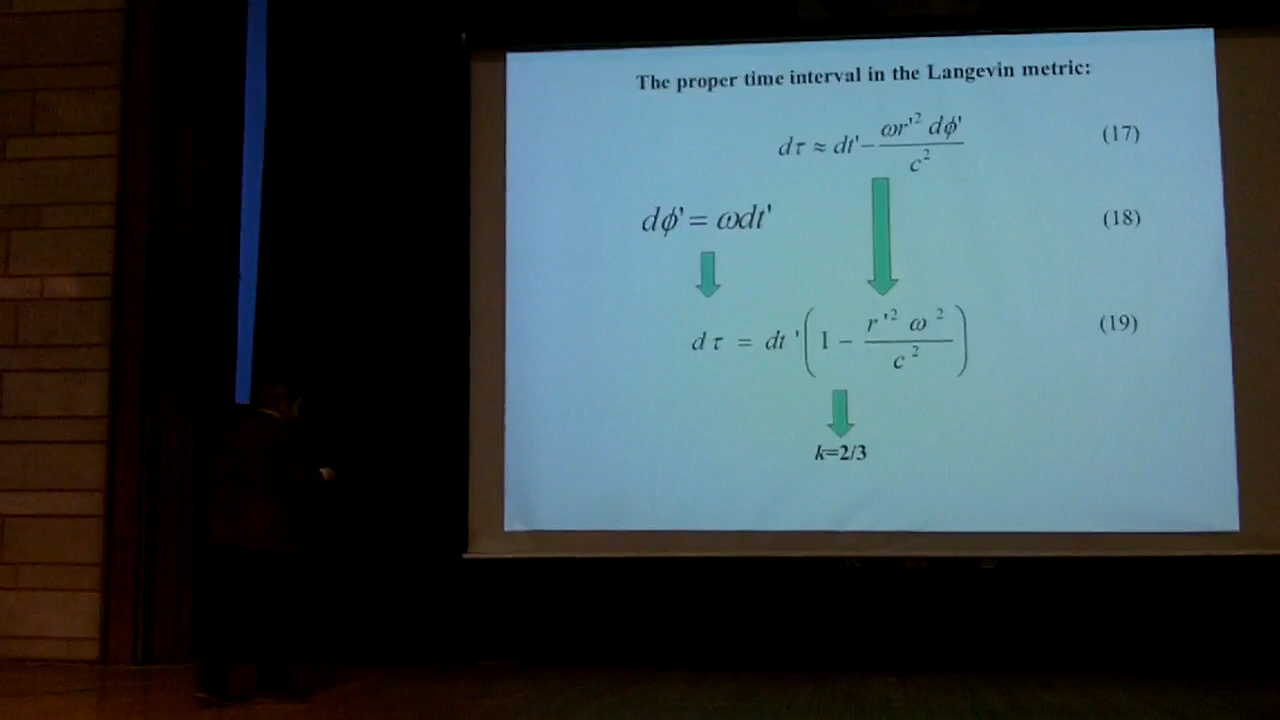 The proper time interval in the Langevin metric:
dτ ≈ dt' − ωr'² dϕ' / c² (17)
dϕ' = ωdt' (18)
dτ = dt' (1 − r'² ω² / c²) (19)
k=2/3